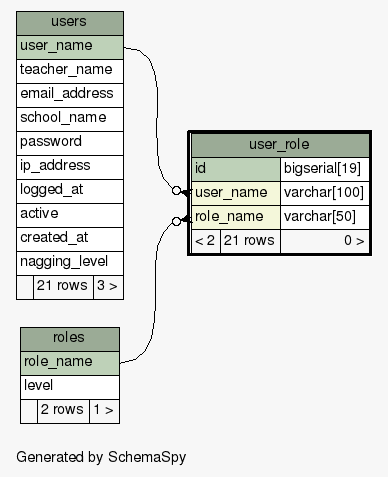 users
user_name
teacher_name
email_address
school_name
password
ip_address
logged_at
active
created_at
nagging_level
21 rows 3 >
user_role
id bigserial[19]
user_name varchar[100]
role_name varchar[50]
< 2 21 rows 0 >
roles
role_name
level
2 rows 1 >
Generated by SchemaSpy